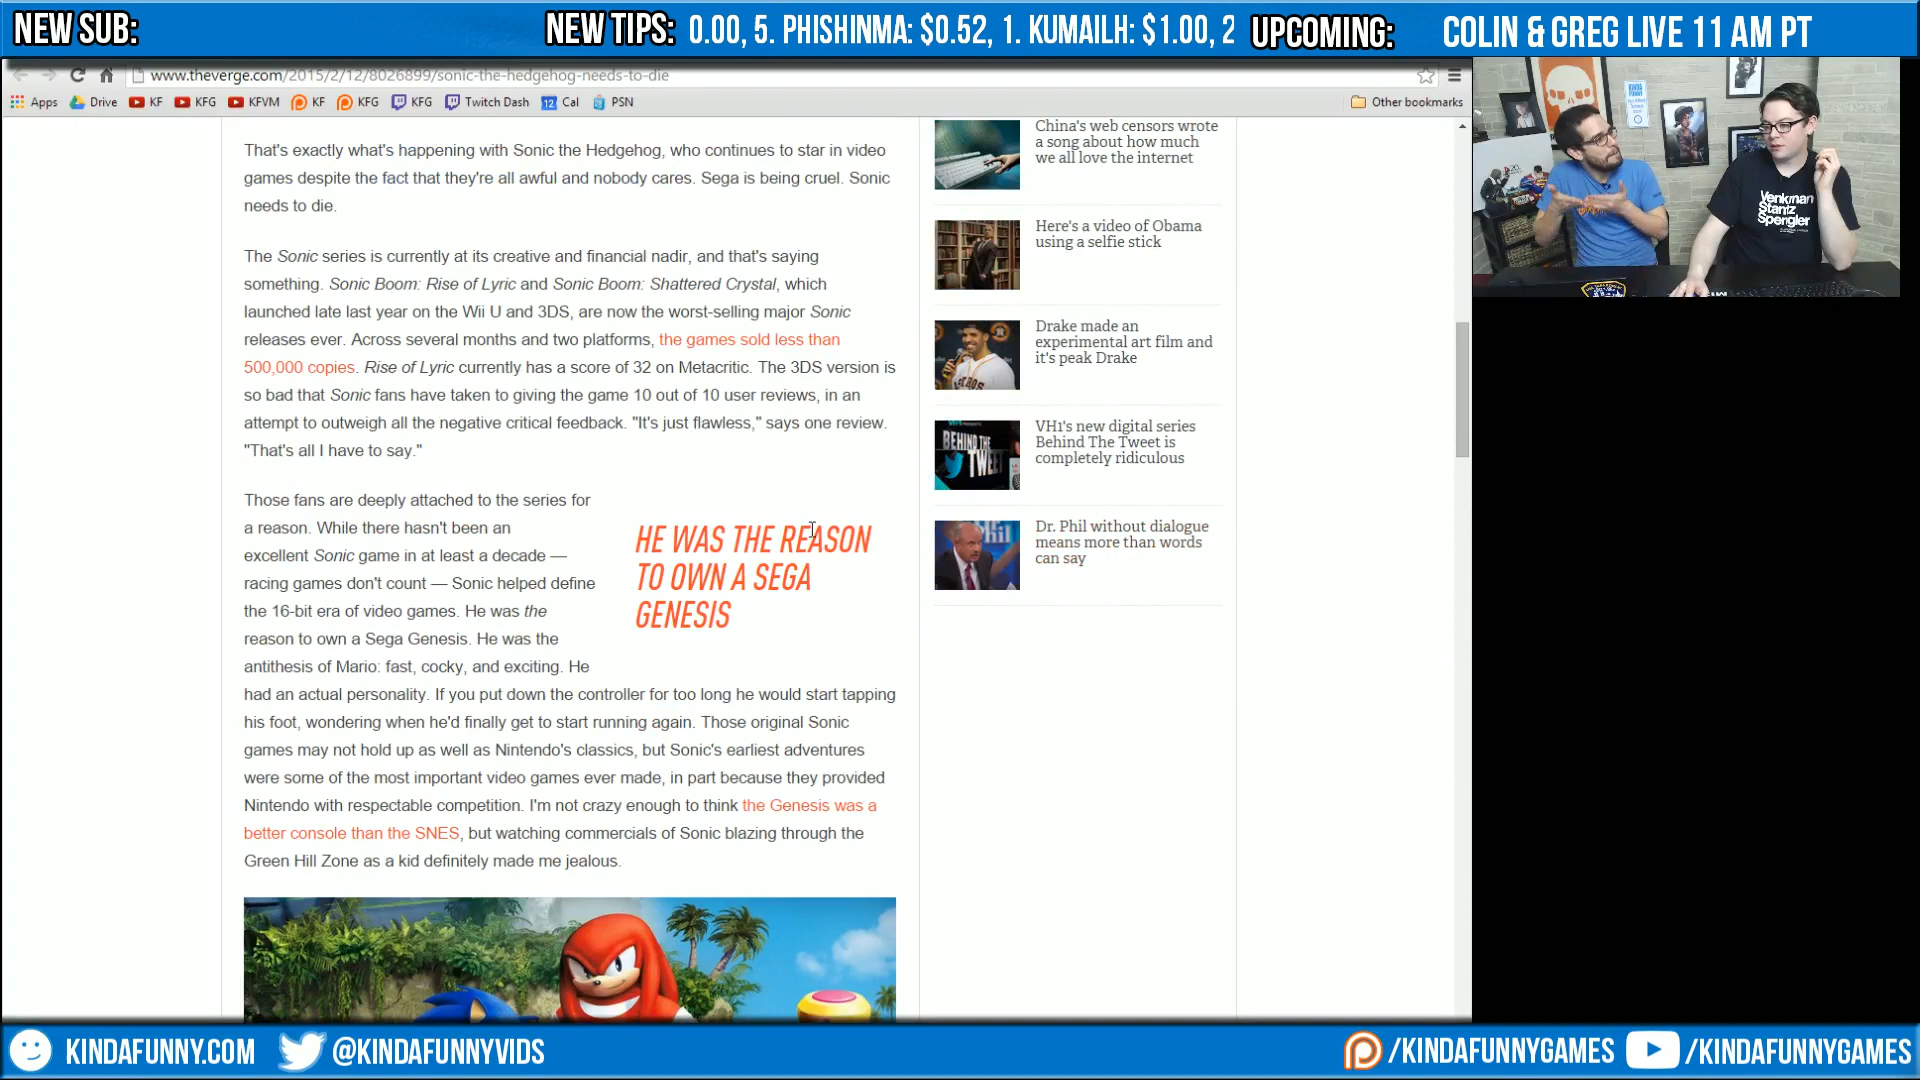 NEW SUB:
NEW TIPS: 0.00, 5. PHISHINMA: $0.52, 1. KUMAILH: $1.00, 2
UPCOMING: COLIN & GREG LIVE 11 AM PT
www.theverge.com/2015/2/12/8026899/sonic-the-hedgehog-needs-to-die
Apps Drive KF KFG KFVM KF KFG KFG Twitch Dash 12 Cal PSN Other bookmarks
That's exactly what's happening with Sonic the Hedgehog, who continues to star in video
games despite the fact that they're all awful and nobody cares. Sega is being cruel. Sonic
needs to die.
The Sonic series is currently at its creative and financial nadir, and that's saying
something. Sonic Boom: Rise of Lyric and Sonic Boom: Shattered Crystal, which
launched late last year on the Wii U and 3DS, are now the worst-selling major Sonic
releases ever. Across several months and two platforms, the games sold less than
500,000 copies. Rise of Lyric currently has a score of 32 on Metacritic. The 3DS version is
so bad that Sonic fans have taken to giving the game 10 out of 10 user reviews, in an
attempt to outweigh all the negative critical feedback. "It's just flawless," says one review.
"That's all I have to say."
Those fans are deeply attached to the series for
a reason. While there hasn't been an
excellent Sonic game in at least a decade —
racing games don't count — Sonic helped define
the 16-bit era of video games. He was the
reason to own a Sega Genesis. He was the
antithesis of Mario: fast, cocky, and exciting. He
had an actual personality. If you put down the controller for too long he would start tapping
his foot, wondering when he'd finally get to start running again. Those original Sonic
games may not hold up as well as Nintendo's classics, but Sonic's earliest adventures
were some of the most important video games ever made, in part because they provided
Nintendo with respectable competition. I'm not crazy enough to think the Genesis was a
better console than the SNES, but watching commercials of Sonic blazing through the
Green Hill Zone as a kid definitely made me jealous.
HE WAS THE REASON
TO OWN A SEGA
GENESIS
China's web censors wrote
a song about how much
we all love the internet
Here's a video of Obama
using a selfie stick
Drake made an
experimental art film and
it's peak Drake
BEHIND THE
TWEET
VH1's new digital series
Behind The Tweet is
completely ridiculous
Dr. Phil without dialogue
means more than words
can say
Venkman
Stantz
Spengler
KINDAFUNNY.COM
@KINDAFUNNYVIDS
/KINDAFUNNYGAMES
/KINDAFUNNYGAMES